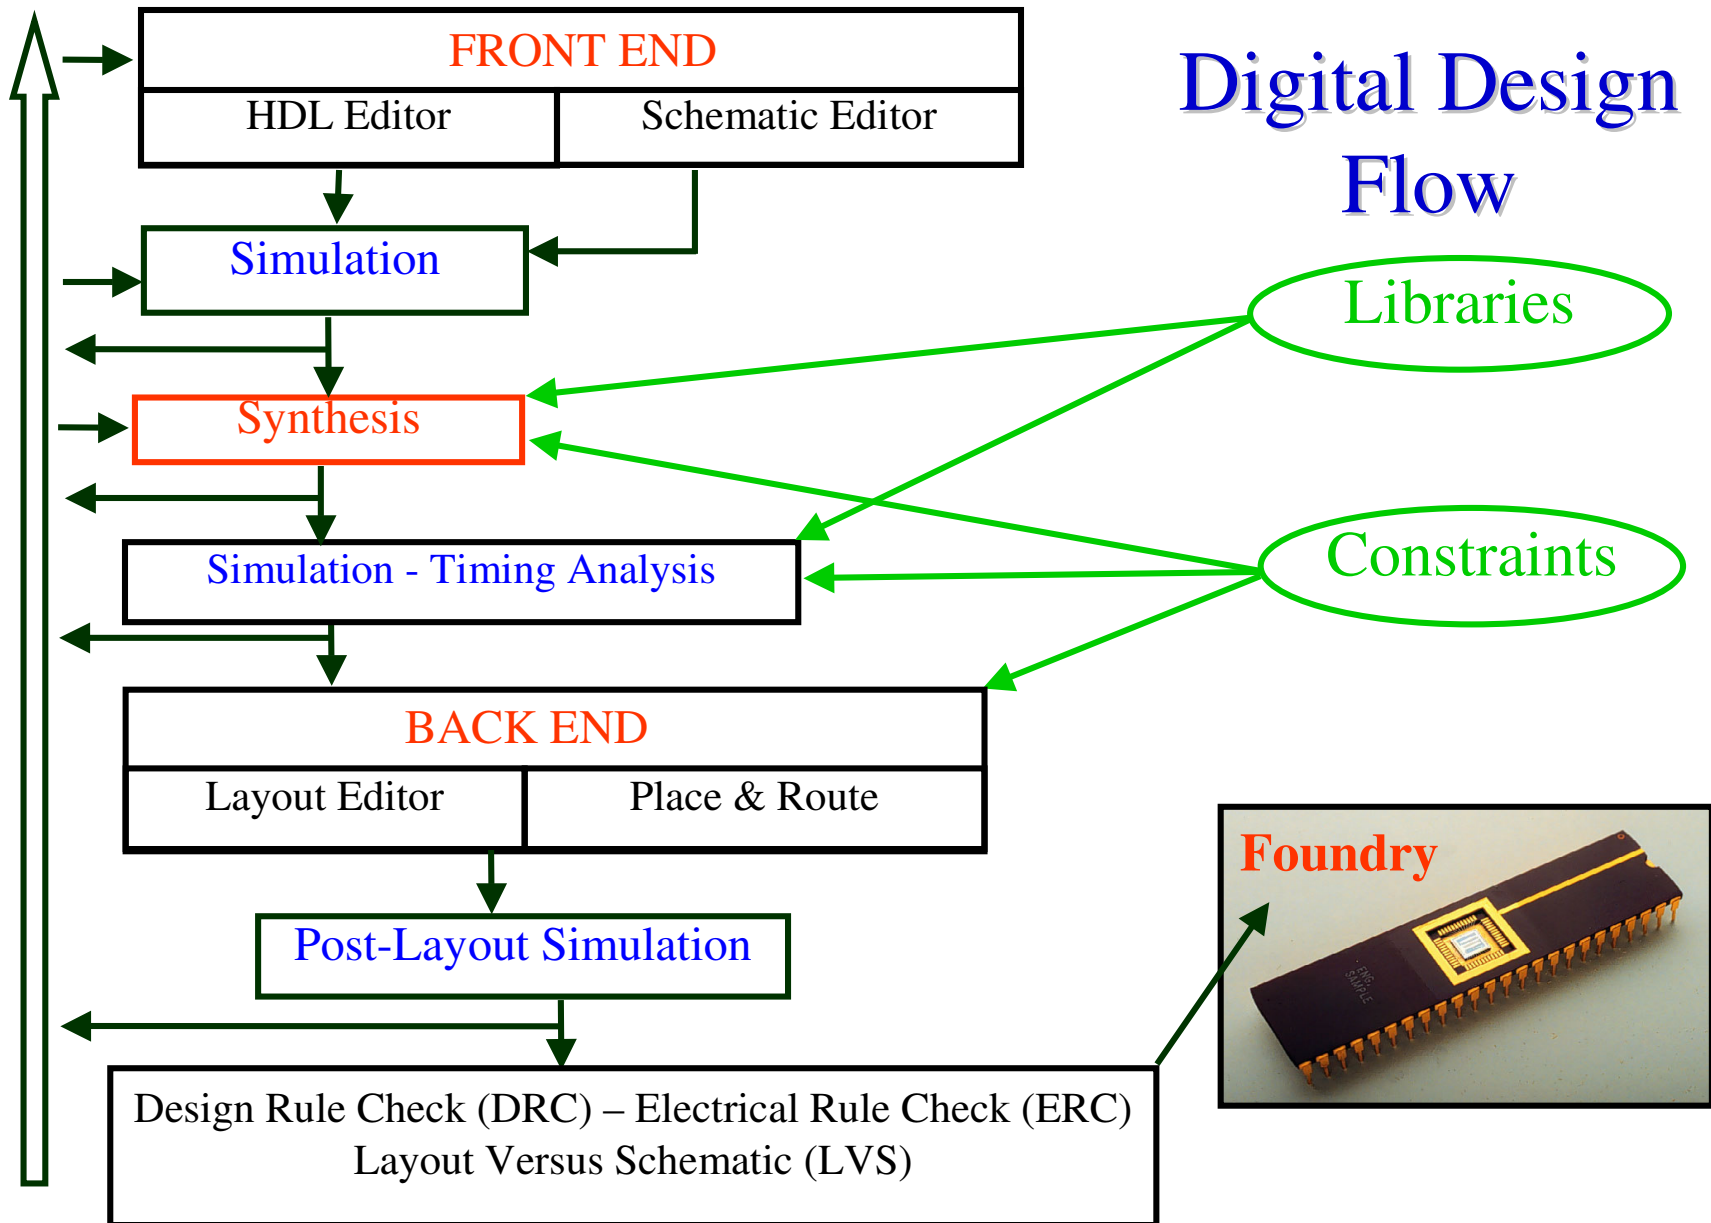 FRONT END
HDL Editor
Schematic Editor
Digital Design
Flow
Simulation
Libraries
Synthesis
Simulation - Timing Analysis
Constraints
BACK END
Layout Editor
Place & Route
Foundry
ENG.
SAMPLE
Post-Layout Simulation
Design Rule Check (DRC) – Electrical Rule Check (ERC)
Layout Versus Schematic (LVS)